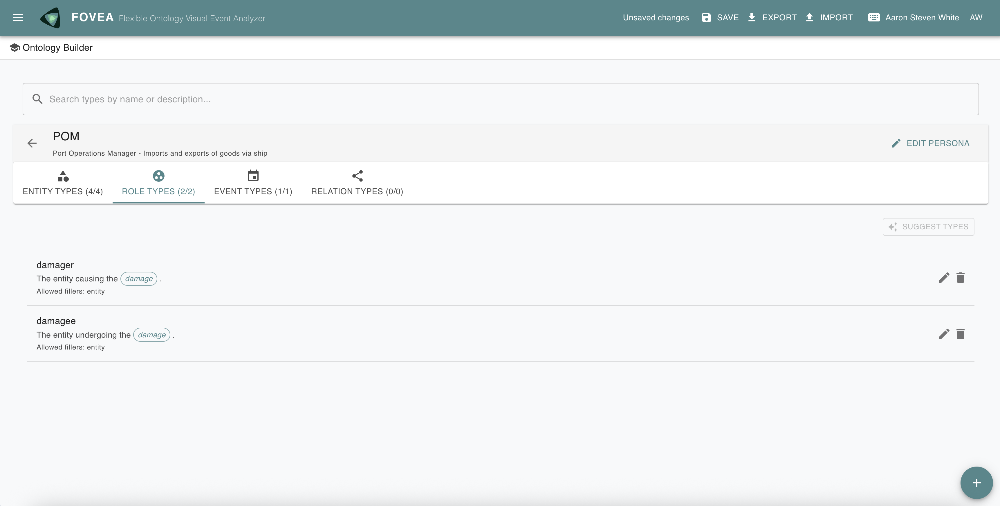 FOVEA Flexible Ontology Visual Event Analyzer
Unsaved changes SAVE EXPORT IMPORT Aaron Steven White AW
Ontology Builder
Search types by name or description...
POM
Port Operations Manager - Imports and exports of goods via ship
EDIT PERSONA
ENTITY TYPES (4/4) ROLE TYPES (2/2) EVENT TYPES (1/1) RELATION TYPES (0/0)
SUGGEST TYPES
damager
The entity causing the damage .
Allowed fillers: entity
damagee
The entity undergoing the damage .
Allowed fillers: entity